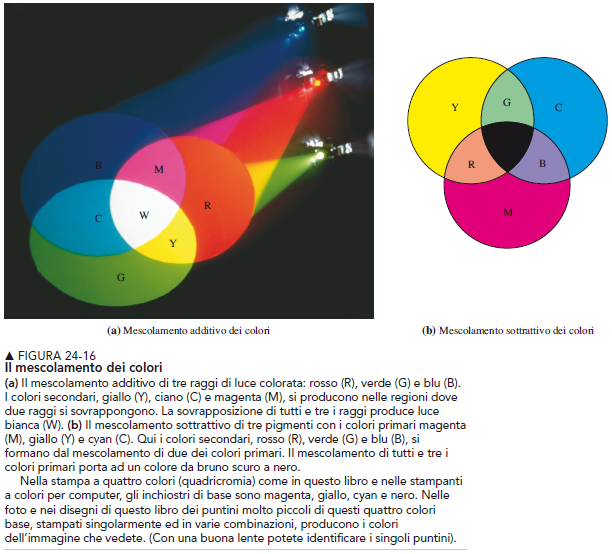 B
M
C
W
R
Y
G
Y
G
C
R
B
M
(a) Mescolamento additivo dei colori
(b) Mescolamento sottrattivo dei colori
▲ FIGURA 24-16
Il mescolamento dei colori
(a) Il mescolamento additivo di tre raggi di luce colorata: rosso (R), verde (G) e blu (B).
I colori secondari, giallo (Y), ciano (C) e magenta (M), si producono nelle regioni dove
due raggi si sovrappongono. La sovrapposizione di tutti e tre i raggi produce luce
bianca (W). (b) Il mescolamento sottrattivo di tre pigmenti con i colori primari magenta
(M), giallo (Y) e cyan (C). Qui i colori secondari, rosso (R), verde (G) e blu (B), si
formano dal mescolamento di due dei colori primari. Il mescolamento di tutti e tre i
colori primari porta ad un colore da bruno scuro a nero.
Nella stampa a quattro colori (quadricromia) come in questo libro e nelle stampanti
a colori per computer, gli inchiostri di base sono magenta, giallo, cyan e nero. Nelle
foto e nei disegni di questo libro dei puntini molto piccoli di questi quattro colori
base, stampati singolarmente ed in varie combinazioni, producono i colori
dell'immagine che vedete. (Con una buona lente potete identificare i singoli puntini).